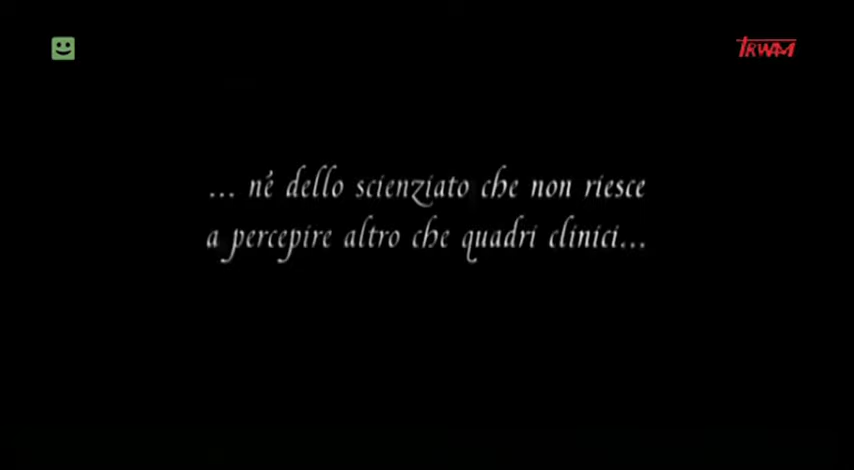 TRWAM
... né dello scienziato che non riesce
a percepire altro che quadri clinici...